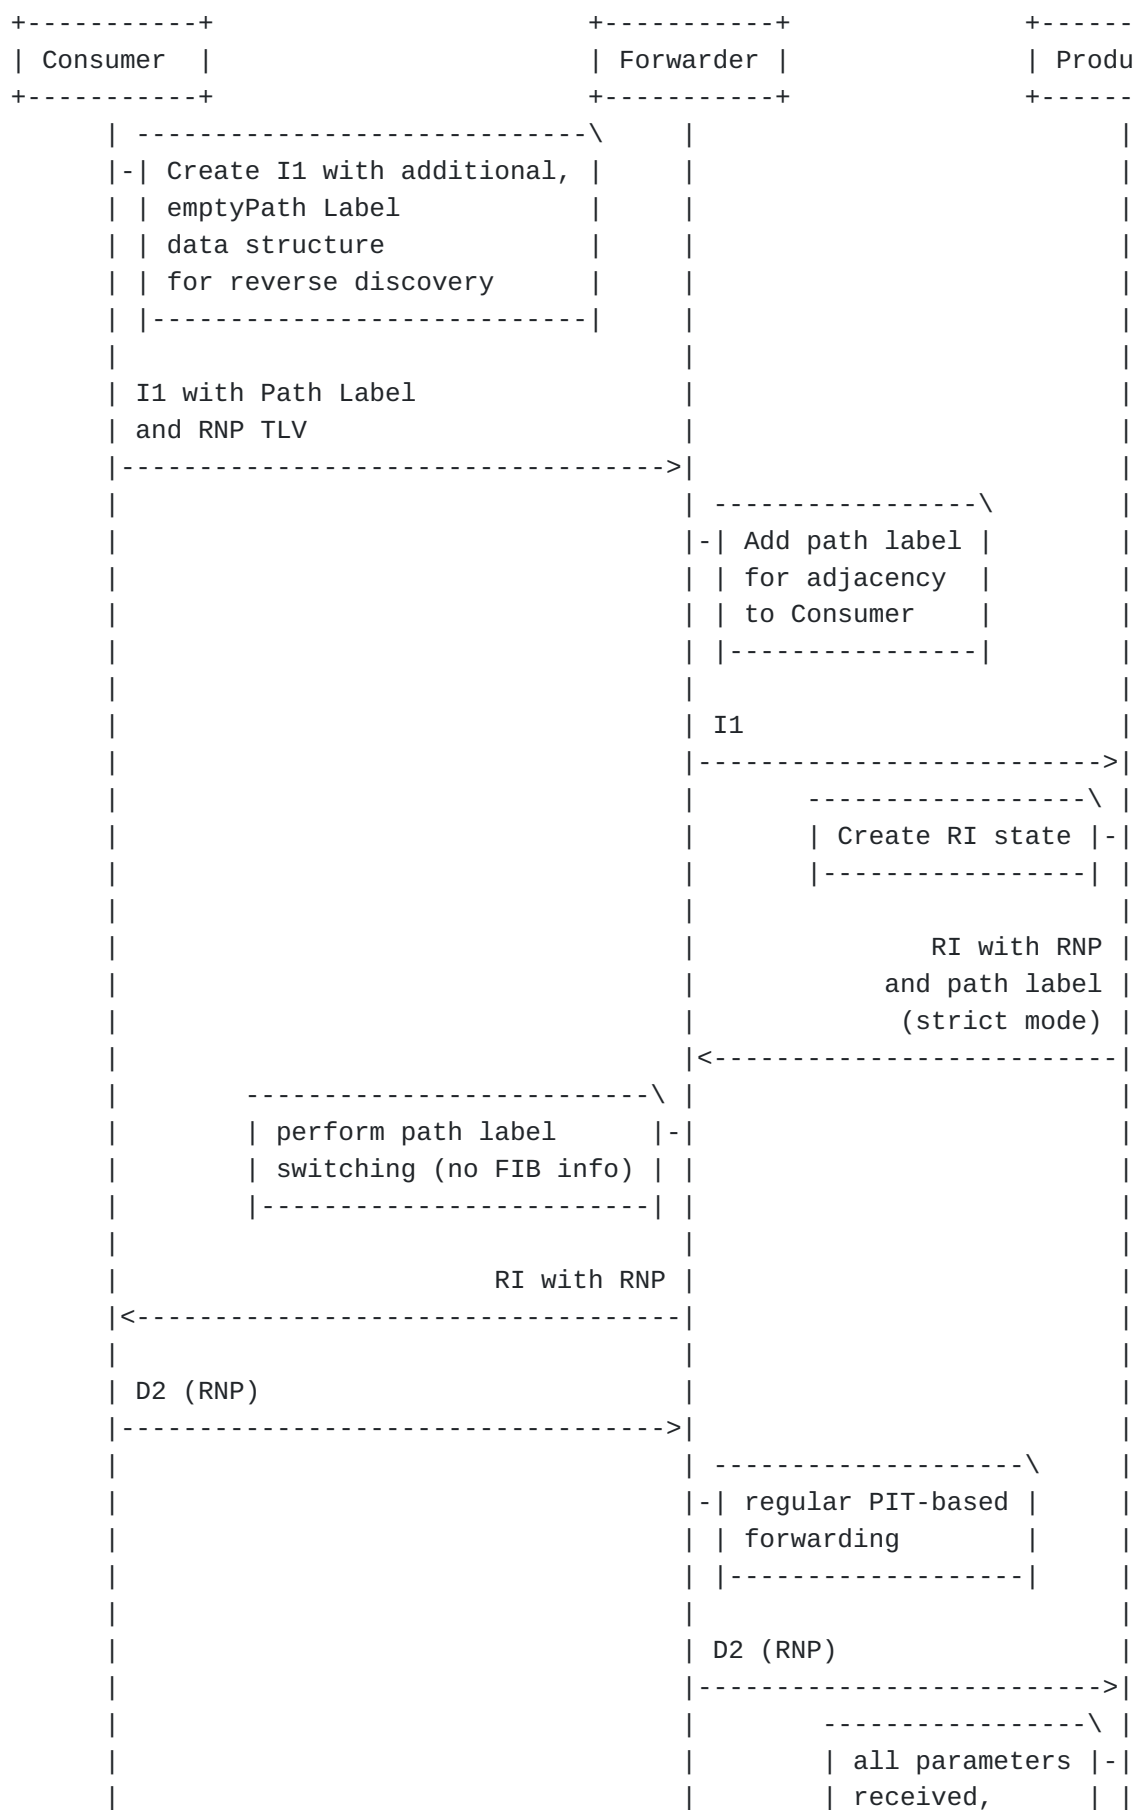 +-----------+                        +-----------+               +------
| Consumer  |                        | Forwarder |               | Produ
+-----------+                        +-----------+               +------
      | -----------------------------\     |                           |
      |-| Create I1 with additional, |     |                           |
      | | emptyPath Label            |     |                           |
      | | data structure             |     |                           |
      | | for reverse discovery      |     |                           |
      | |----------------------------|     |                           |
      |                                    |                           |
      | I1 with Path Label                 |                           |
      | and RNP TLV                        |                           |
      |----------------------------------->|                           |
      |                                    | -----------------\        |
      |                                    |-| Add path label |        |
      |                                    | | for adjacency  |        |
      |                                    | | to Consumer    |        |
      |                                    | |----------------|        |
      |                                    |                           |
      |                                    | I1                        |
      |                                    |-------------------------->|
      |                                    |       ------------------\ |
      |                                    |       | Create RI state |-|
      |                                    |       |-----------------| |
      |                                    |                           |
      |                                    |               RI with RNP |
      |                                    |            and path label |
      |                                    |             (strict mode) |
      |                                    |<--------------------------|
      |        --------------------------\ |                           |
      |        | perform path label      |-|                           |
      |        | switching (no FIB info) | |                           |
      |        |-------------------------| |                           |
      |                                    |                           |
      |                        RI with RNP |                           |
      |<-----------------------------------|                           |
      |                                    |                           |
      | D2 (RNP)                           |                           |
      |----------------------------------->|                           |
      |                                    | --------------------\     |
      |                                    |-| regular PIT-based |     |
      |                                    | | forwarding        |     |
      |                                    | |-------------------|     |
      |                                    |                           |
      |                                    | D2 (RNP)                  |
      |                                    |-------------------------->|
      |                                    |        -----------------\ |
      |                                    |        | all parameters |-|
      |                                    |        | received,      | |